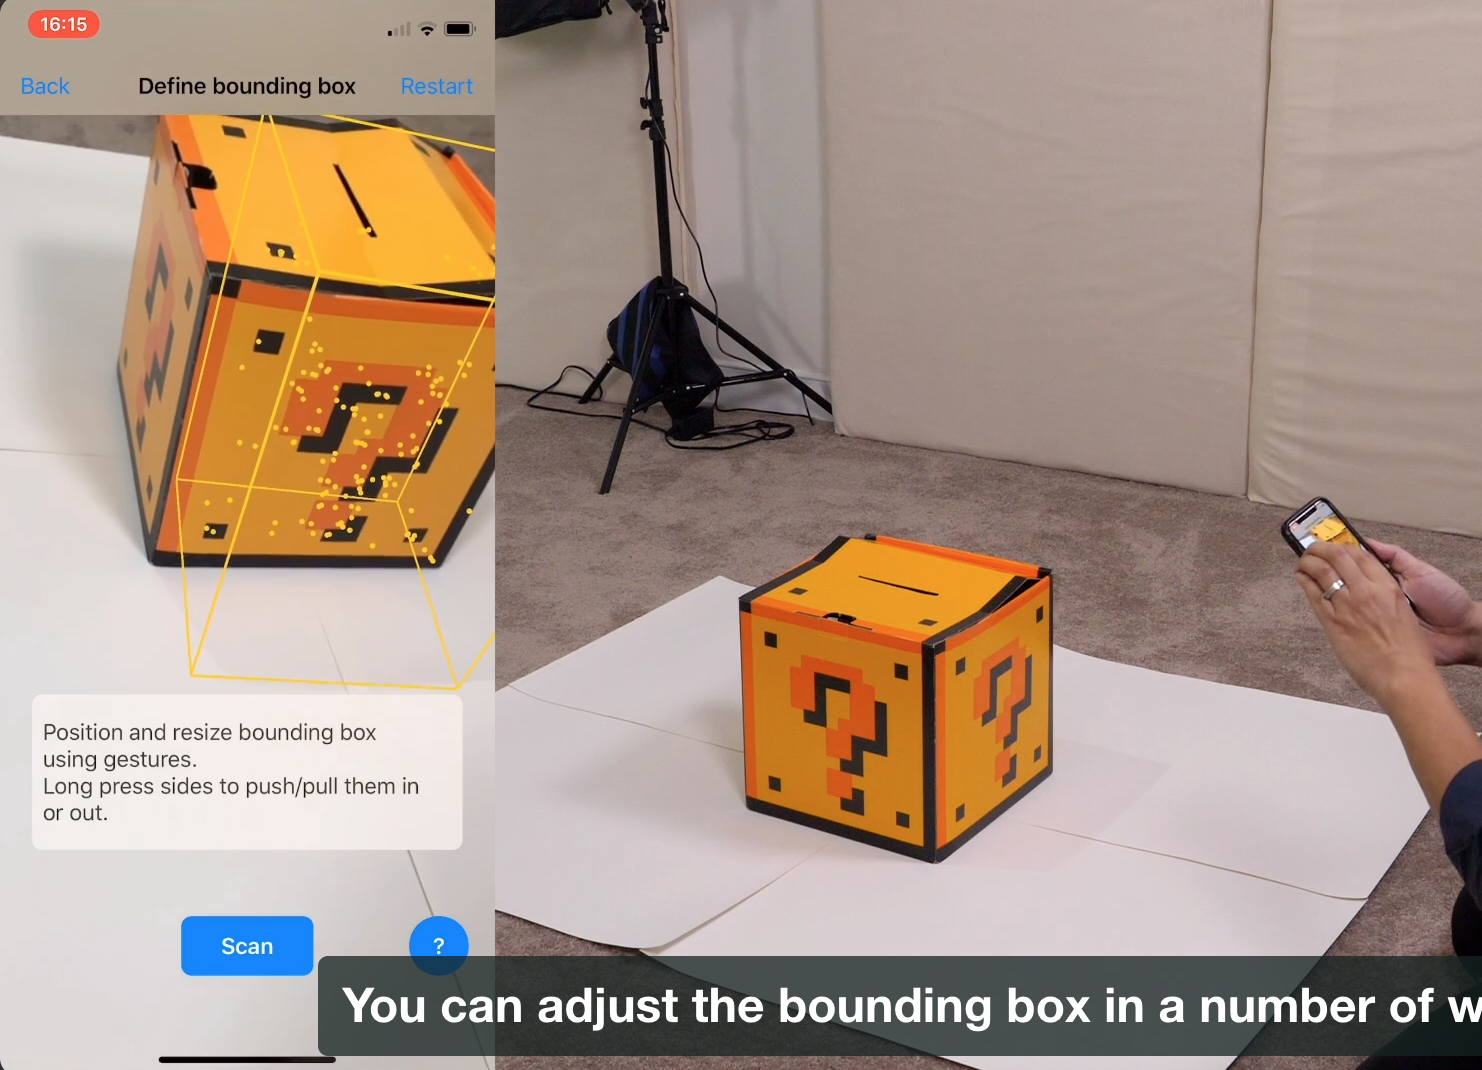 16:15
Back
Define bounding box
Restart
Position and resize bounding box
using gestures.
Long press sides to push/pull them in
or out.
Scan
?
You can adjust the bounding box in a number of w